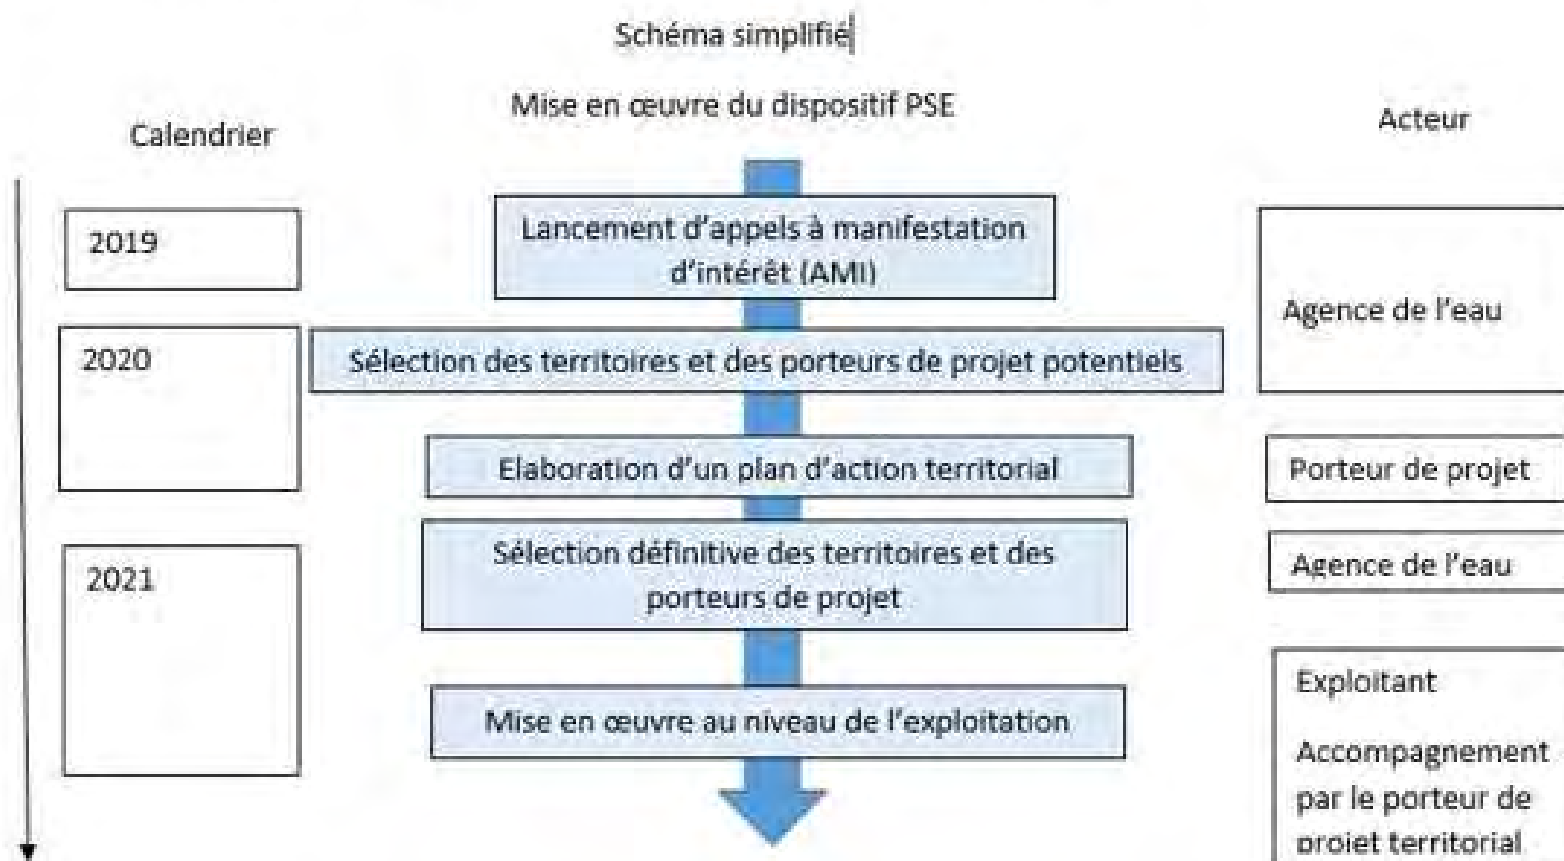 Schéma simplifié
Mise en œuvre du dispositif PSE
Calendrier
Acteur
2019
Lancement d'appels à manifestation
d'intérêt (AMI)
Agence de l'eau
2020
Sélection des territoires et des porteurs de projet potentiels
Elaboration d'un plan d'action territorial
Porteur de projet
2021
Sélection définitive des territoires et des
porteurs de projet
Agence de l'eau
Mise en œuvre au niveau de l'exploitation
Exploitant
Accompagnement
par le porteur de
projet territorial